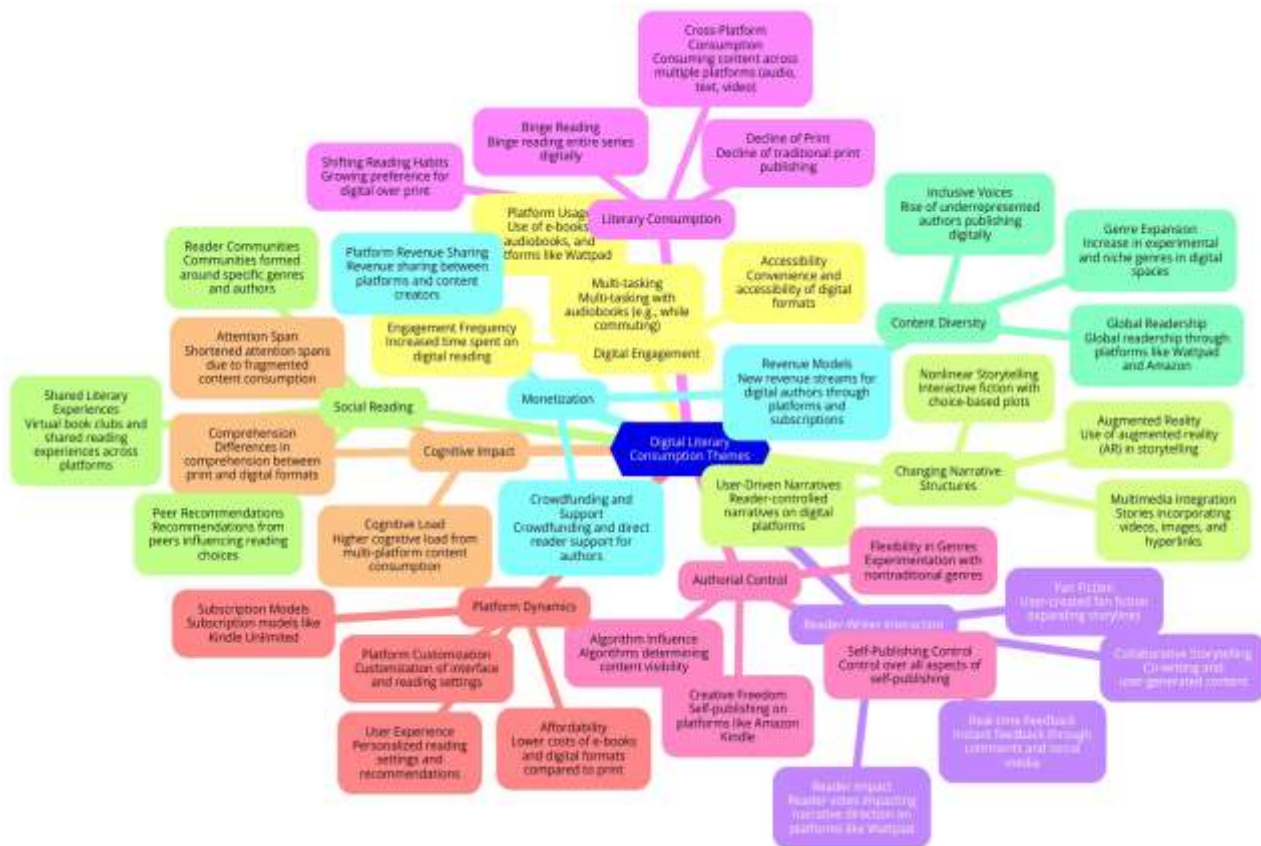 Cross-Platform
Consumption
Consuming content across
multiple platforms (audio,
text, video)
Binge Reading
Binge reading entire series
digitally
Decline of Print
Decline of traditional print
publishing
Shifting Reading Habits
Growing preference for
digital over print
Literary Consumption
Platform Usage
Use of e-books
audiobooks, and
Wattpad
Inclusive Voices
Rise of underrepresented
authors publishing
digitally
Genre Expansion
Increase in experimental
and niche genres in digital
spaces
Reader Communities
Communities formed
around specific genres
and authors
Platform Revenue Sharing
Revenue sharing between
platforms and content
creators
Accessibility
Convenience and
accessibility of digital
formats
Multi-tasking
Multi-tasking with
audiobooks (e.g., while
commuting)
Engagement Frequency
Increased time spent on
digital reading
Digital Engagement
Content Diversity
Global Readership
Global readership through
platforms like Wattpad
and Amazon
Attention Span
Shortened attention spans
due to fragmented
content consumption
Revenue Models
New revenue streams for
digital authors through
platforms and
subscriptions
Nonlinear Storytelling
Interactive fiction with
choice-based plots
Shared Literary
Experiences
Virtual book clubs and
shared reading
experiences across
platforms
Social Reading
Monetization
Augmented Reality
Use of augmented reality
(AR) in storytelling
Comprehension
Differences in
comprehension between
print and digital formats
Cognitive Impact
Digital Literary
Consumption Themes
Changing Narrative
Structures
User-Driven Narratives
Reader-controlled
narratives on digital
platforms
Multimedia Integration
Stories incorporating
videos, images, and
hyperlinks
Peer Recommendations
Recommendations from
peers influencing reading
choices
Cognitive Load
Higher cognitive load from
multi-platform content
consumption
Crowdfunding and
Support
Crowdfunding and direct
reader support for
authors
Flexibility in Genres
Experimentation with
nontraditional genres
Authorial Control
Fan Fiction
User-created fan fiction
expanding storylines
Subscription Models
Subscription models like
Kindle Unlimited
Platform Dynamics
Reader-Writer Interaction
Algorithm Influence
Algorithms determining
content visibility
Self-Publishing Control
Control over all aspects of
self-publishing
Collaborative Storytelling
Co-writing and
user-generated content
Platform Customization
Customization of interface
and reading settings
Creative Freedom
Self-publishing on
platforms like Amazon
Kindle
Real-time Feedback
Instant feedback through
comments and social
media
User Experience
Personalized reading
settings and
recommendations
Affordability
Lower costs of e-books
and digital formats
compared to print
Reader Impact
Reader votes impacting
narrative direction on
platforms like Wattpad